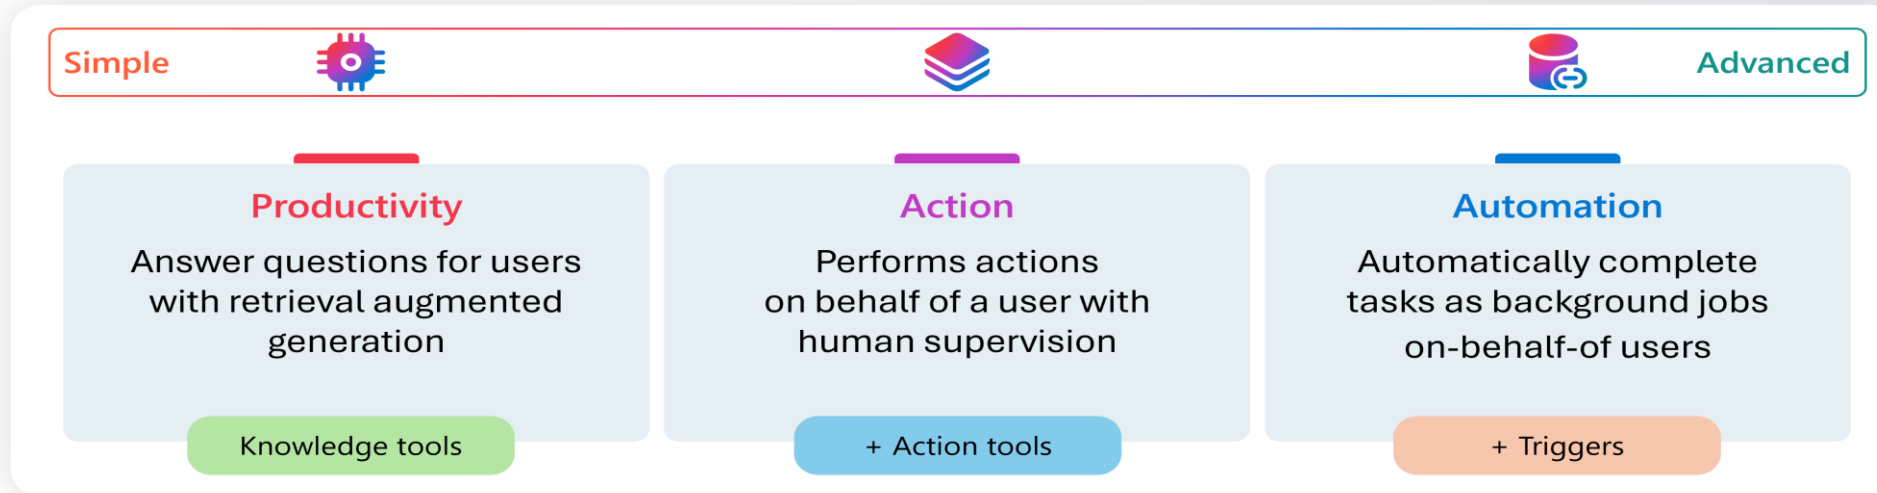 Simple
Advanced
Productivity
Answer questions for users
with retrieval augmented
generation
Knowledge tools
Action
Performs actions
on behalf of a user with
human supervision
+ Action tools
Automation
Automatically complete
tasks as background jobs
on-behalf-of users
+ Triggers